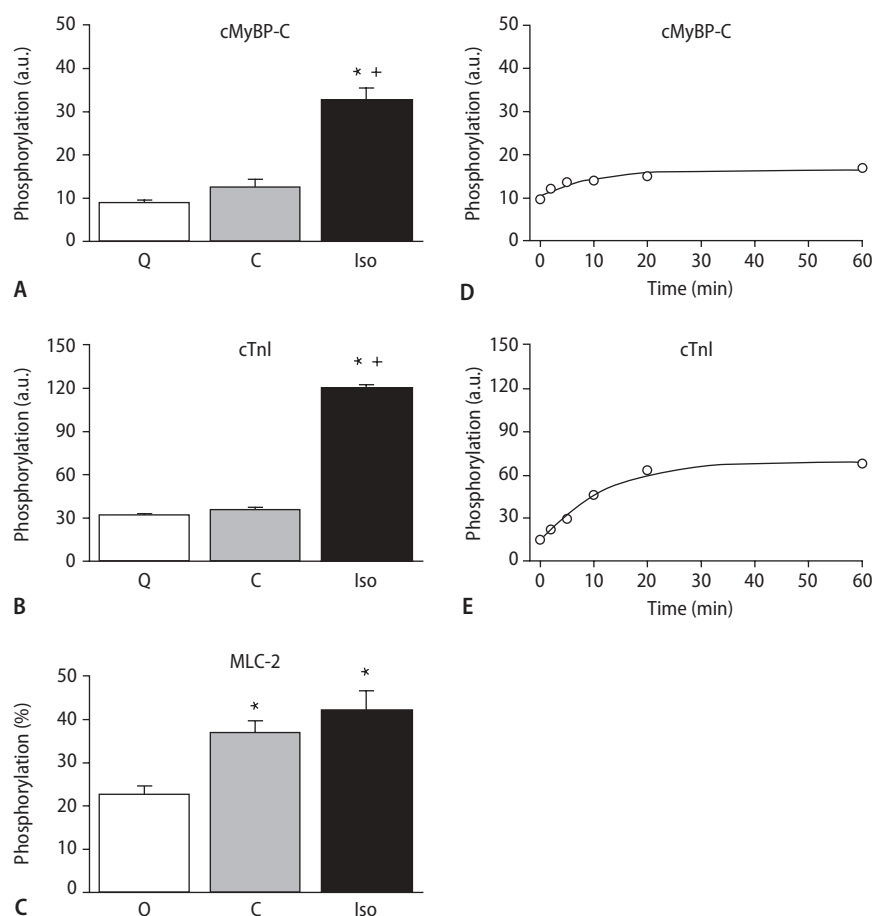 cMyBP-C
Phosphorylation (a.u.)
50
40
30
20
10
0
* +
Q C Iso
A
cMyBP-C
Phosphorylation (a.u.)
50
40
30
20
10
0
0 10 20 30 40 50 60
Time (min)
D
cTnI
Phosphorylation (a.u.)
150
120
90
60
30
0
* +
Q C Iso
B
cTnI
Phosphorylation (a.u.)
150
120
90
60
30
0
0 10 20 30 40 50 60
Time (min)
E
MLC-2
Phosphorylation (%)
50
40
30
20
10
0
*
*
Q C Iso
C